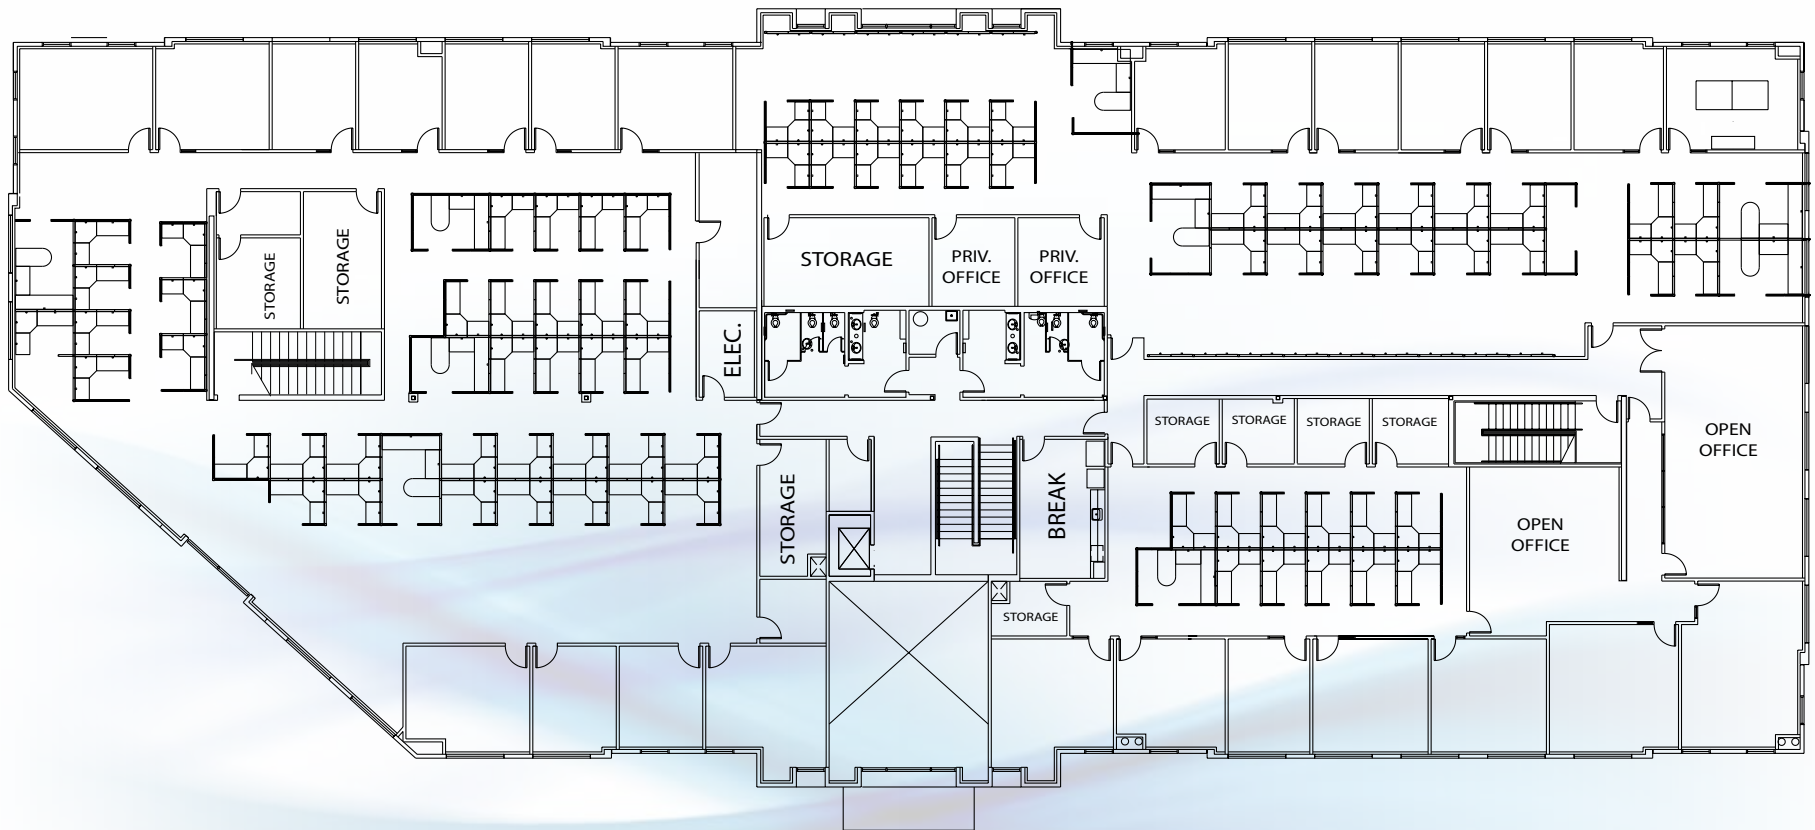 STORAGE
STORAGE
STORAGE
PRIV.
OFFICE
PRIV.
OFFICE
ELEC.
STORAGE
BREAK
STORAGE
STORAGE
STORAGE
STORAGE
STORAGE
OPEN
OFFICE
OPEN
OFFICE